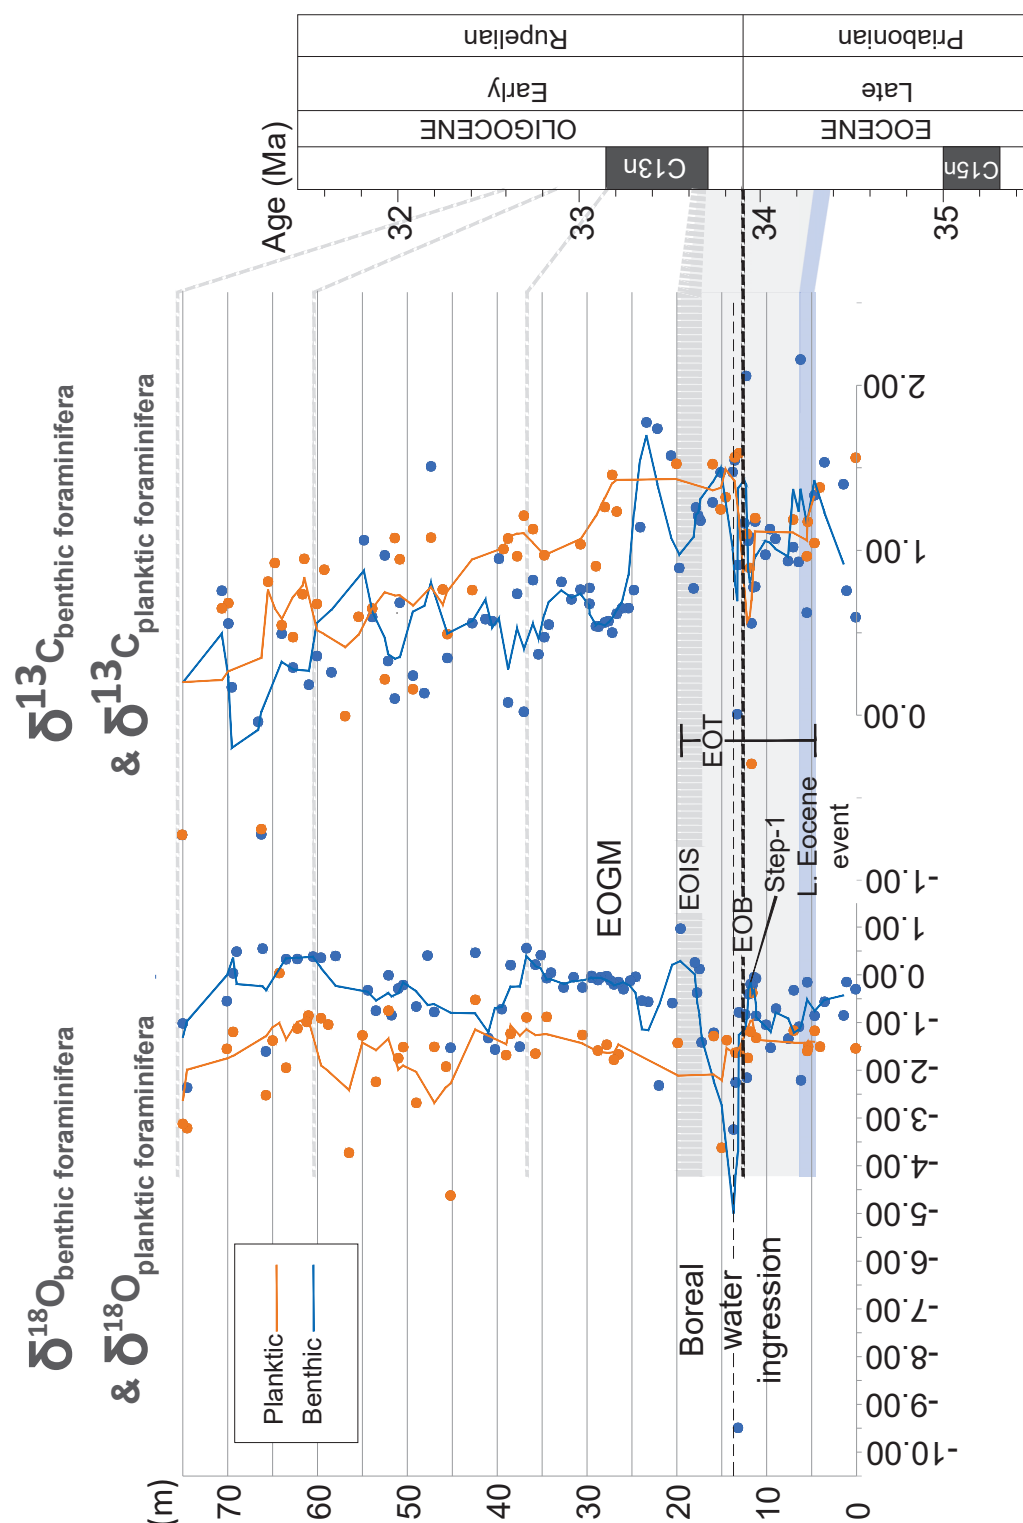 δ13Cbenthic foraminifera
& δ13Cplanktic foraminifera
δ18Obenthic foraminifera
& δ18Oplanktic foraminifera
Age (Ma)
Rupelian
Priabonian
Early
Late
OLIGOCENE
EOCENE
C13n
C15n
32
33
34
35
2.00
1.00
0.00
-1.00
EOT
EOGM
EOIS
EOB
Step-1
L. Eocene
event
1.00
0.00
-1.00
-2.00
-3.00
-4.00
-5.00
-6.00
-7.00
-8.00
-9.00
-10.00
Planktic
Benthic
Boreal
water
ingression
(m)
70
60
50
40
30
20
10
0